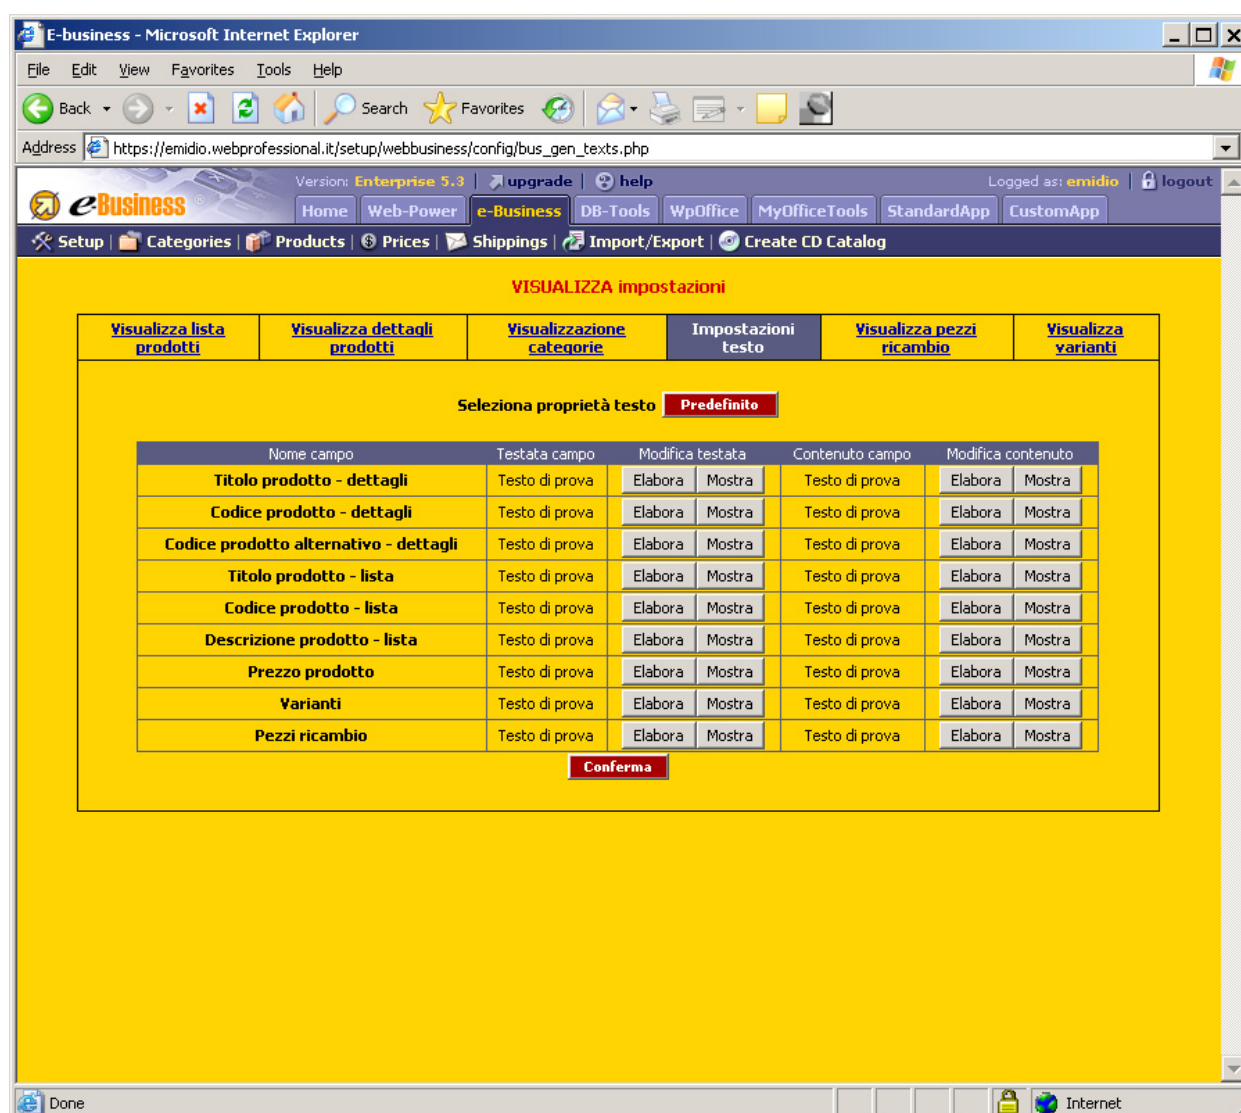 E-business - Microsoft Internet Explorer
File Edit View Favorites Tools Help
Back Search Favorites
Address https://emidio.webprofessional.it/setup/webbusiness/config/bus_gen_texts.php
Version: Enterprise 5.3 | upgrade | help Logged as: emidio | logout
e-Business ® Home Web-Power e-Business DB-Tools WpOffice MyOfficeTools StandardApp CustomApp
Setup | Categories | Products | Prices | Shippings | Import/Export | Create CD Catalog
VISUALIZZA impostazioni
Visualizza lista prodotti Visualizza dettagli prodotti Visualizzazione categorie Impostazioni testo Visualizza pezzi ricambio Visualizza varianti
Seleziona proprietà testo Predefinito
Nome campo Testata campo Modifica testata Contenuto campo Modifica contenuto
Titolo prodotto - dettagli Testo di prova Elabora Mostra Testo di prova Elabora Mostra
Codice prodotto - dettagli Testo di prova Elabora Mostra Testo di prova Elabora Mostra
Codice prodotto alternativo - dettagli Testo di prova Elabora Mostra Testo di prova Elabora Mostra
Titolo prodotto - lista Testo di prova Elabora Mostra Testo di prova Elabora Mostra
Codice prodotto - lista Testo di prova Elabora Mostra Testo di prova Elabora Mostra
Descrizione prodotto - lista Testo di prova Elabora Mostra Testo di prova Elabora Mostra
Prezzo prodotto Testo di prova Elabora Mostra Testo di prova Elabora Mostra
Varianti Testo di prova Elabora Mostra Testo di prova Elabora Mostra
Pezzi ricambio Testo di prova Elabora Mostra Testo di prova Elabora Mostra
Conferma
Done Internet